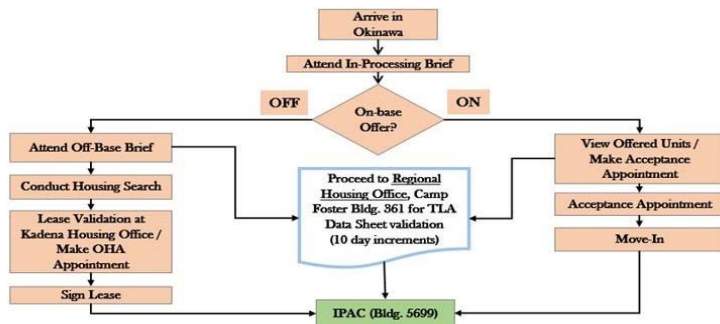 Arrive in
Okinawa
Attend In-Processing Brief
OFF
ON
On-base
Offer?
Attend Off-Base Brief
Conduct Housing Search
Lease Validation at
Kadena Housing Office /
Make OHA
Appointment
Sign Lease
Proceed to Regional
Housing Office, Camp
Foster Bldg. 361 for TLA
Data Sheet validation
(10 day increments)
View Offered Units /
Make Acceptance
Appointment
Acceptance Appointment
Move-In
IPAC (Bldg. 5699)